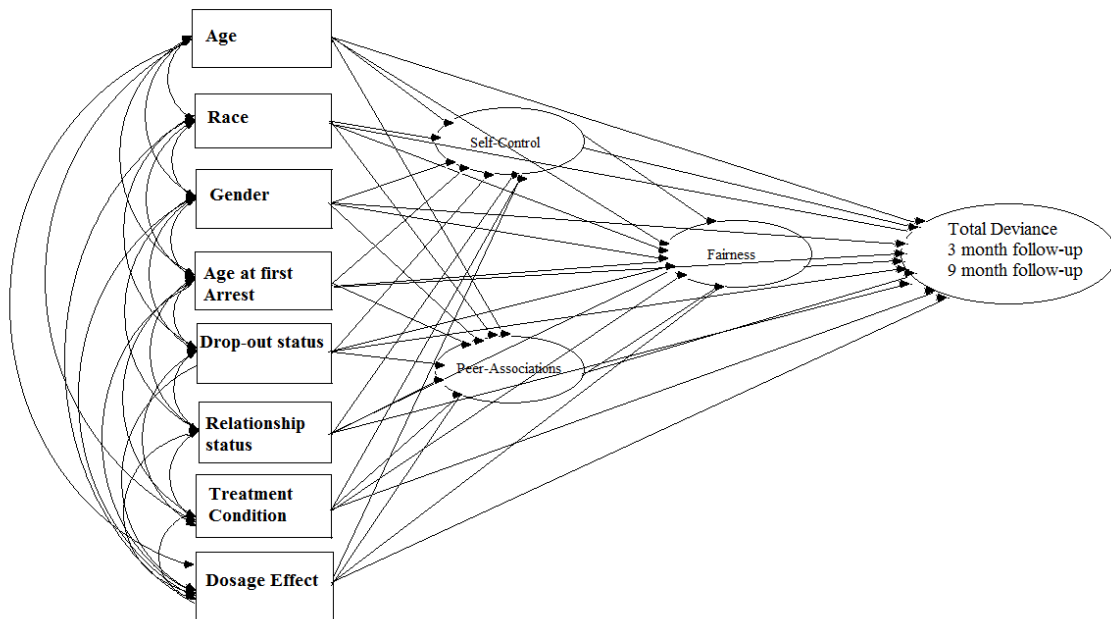 Age
Race
Self-Control
Gender
Total Deviance
3 month follow-up
9 month follow-up
Fairness
Age at first
Arrest
Drop-out status
Peer-Associations
Relationship
status
Treatment
Condition
Dosage Effect